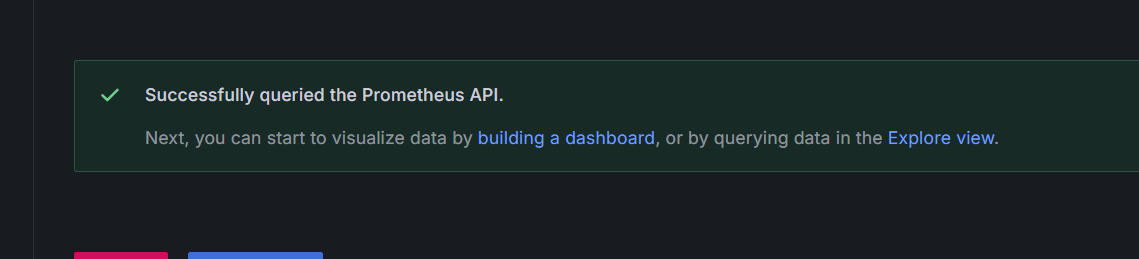 Successfully queried the Prometheus API.
Next, you can start to visualize data by building a dashboard, or by querying data in the Explore view.